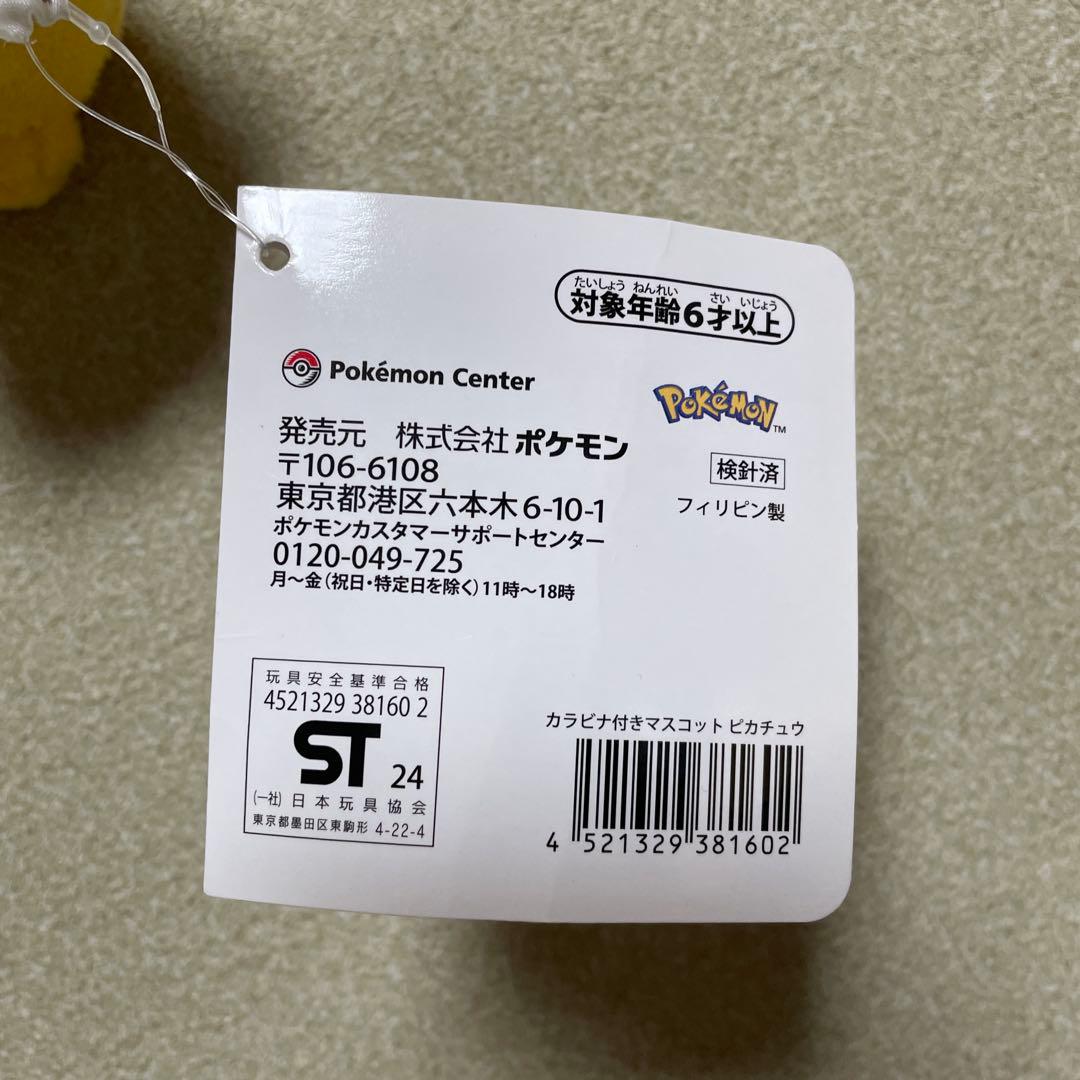 たいしょう ねんれい さい いじょう
対象年齢6才以上
Pokémon Center
POKéMON™
発売元 株式会社ポケモン
〒106-6108
東京都港区六本木6-10-1
ポケモンカスタマーサポートセンター
0120-049-725
月〜金(祝日・特定日を除く)11時〜18時
検針済
フィリピン製
玩具安全基準合格
4521329 38160 2
ST 24
(一社)日本玩具協会
東京都墨田区東駒形 4-22-4
カラビナ付きマスコット ピカチュウ
4 521329 381602